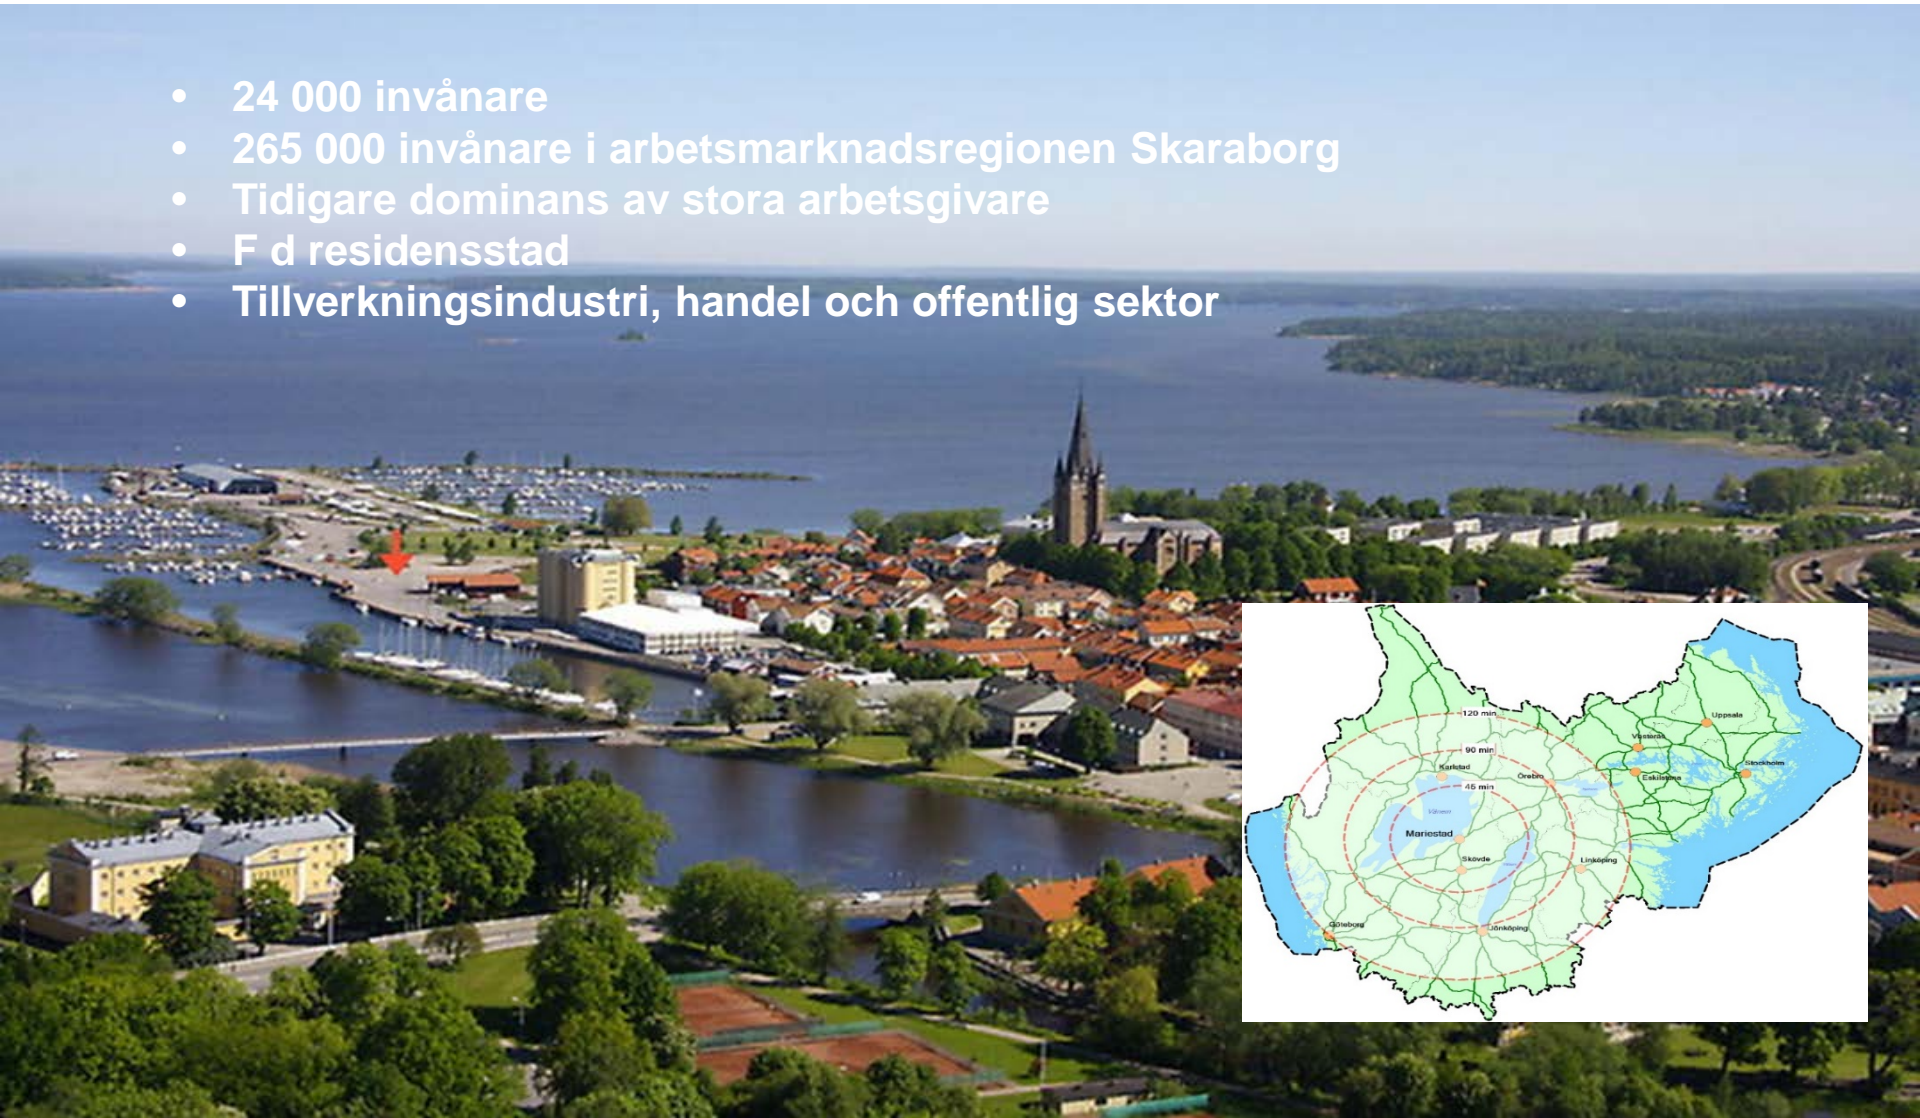 • 24 000 invånare
• 265 000 invånare i arbetsmarknadsregionen Skaraborg
• Tidigare dominans av stora arbetsgivare
• F d residensstad
• Tillverkningsindustri, handel och offentlig sektor
120 min
Uppsala
Västerås
90 min
Karlstad
Örebro
Eskilstuna
Stockholm
45 min
Vänern
Mariestad
Skövde
Linköping
Göteborg
Jönköping